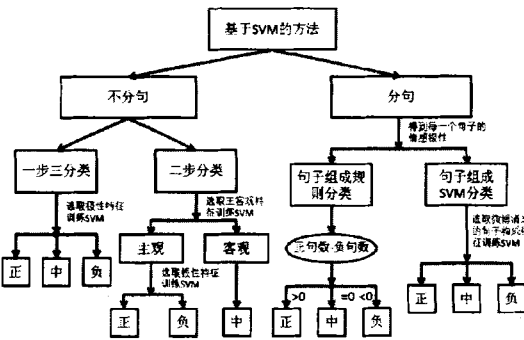 基于SVM的方法
不分句
分句
得到每一个句子的
情感极性
一步三分类
二步分类
句子组成规
则分类
句子组成
SVM分类
选取极性特征
训练SVM
选取主客观特
征训练SVM
主观
客观
正句数-负句数
的句子构成特
征训练SVM
正
中
负
选取极性特征
训练SVM
>0
=0
<0
正
负
中
正
中
负
正
中
负